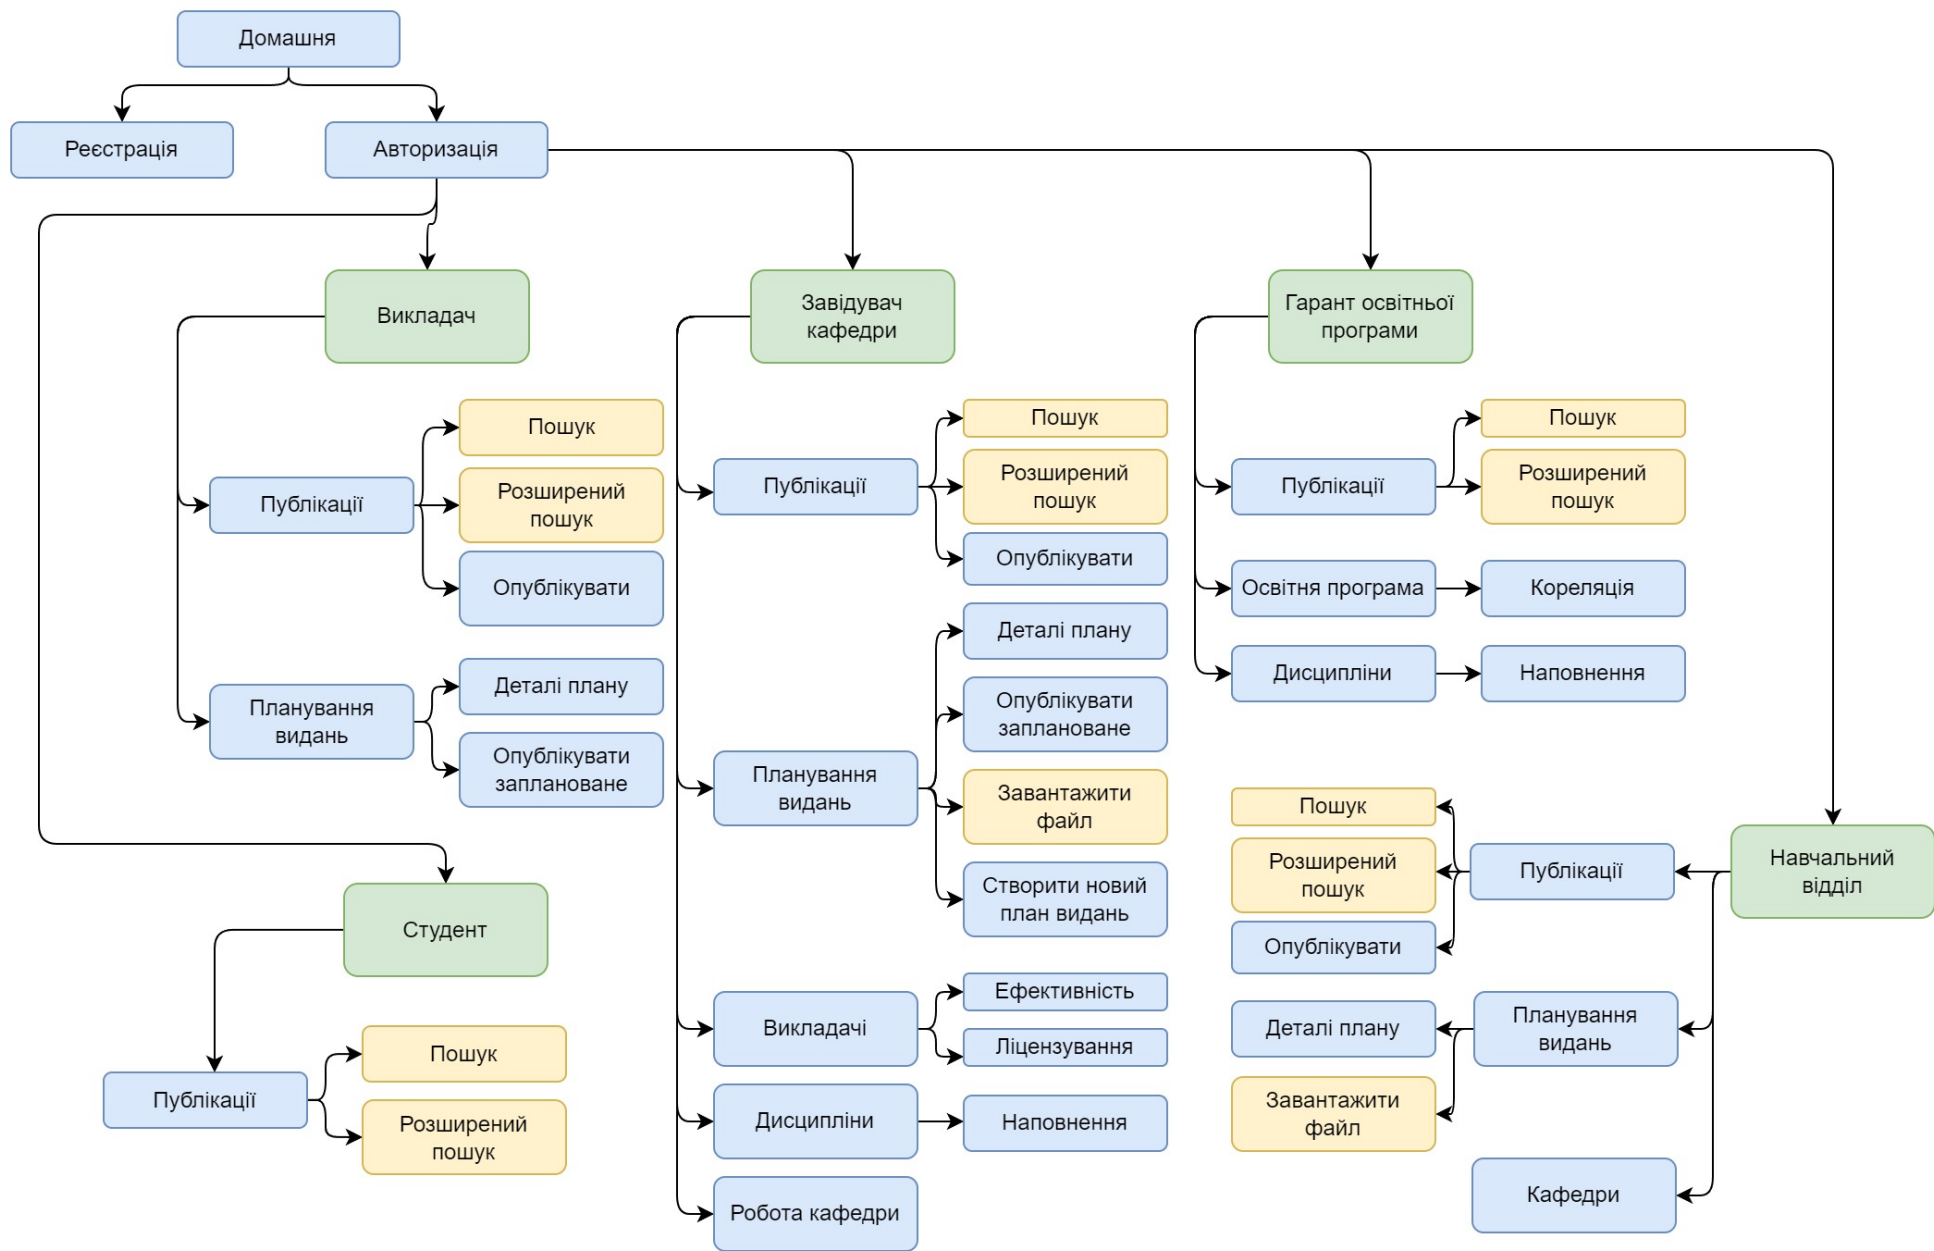 Домашня
Реєстрація
Авторизація
Викладач
Завідувач
кафедри
Гарант освітньої
програми
Пошук
Розширений
пошук
Публікації
Опублікувати
Деталі плану
Планування
видань
Опублікувати
заплановане
Пошук
Розширений
пошук
Публікації
Опублікувати
Деталі плану
Опублікувати
заплановане
Планування
видань
Завантажити
файл
Створити новий
план видань
Ефективність
Викладачі
Ліцензування
Дисципліни
Наповнення
Робота кафедри
Пошук
Розширений
пошук
Публікації
Освітня програма
Кореляція
Дисципліни
Наповнення
Навчальний
відділ
Пошук
Розширений
пошук
Публікації
Опублікувати
Деталі плану
Планування
видань
Завантажити
файл
Кафедри
Студент
Пошук
Публікації
Розширений
пошук